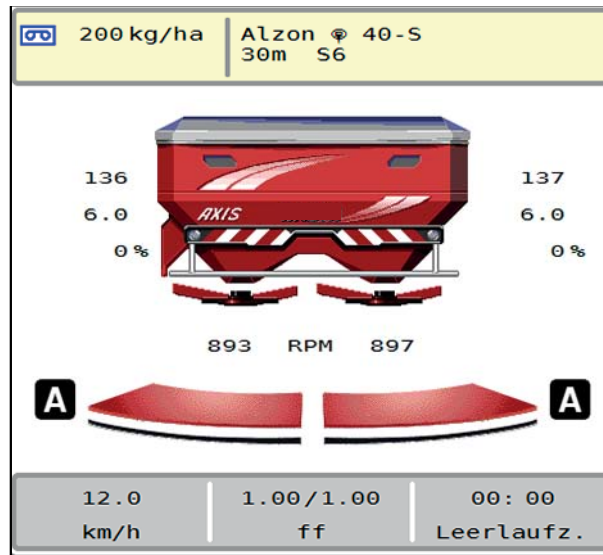 200 kg/ha
Alzon 40-S
30m S6
136
137
6.0
AXIS
6.0
0%
0%
893 RPM 897
A
A
12.0
1.00/1.00
00:00
km/h
ff
Leerlaufz.